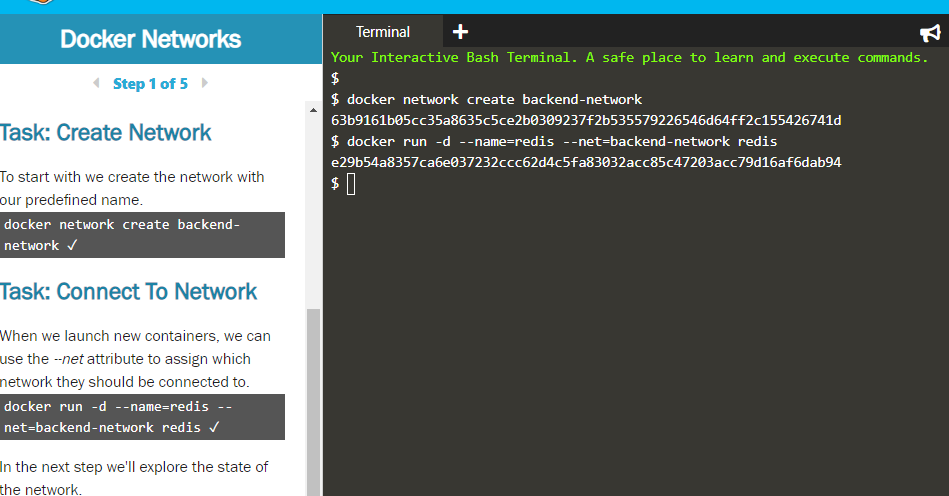 Docker Networks
Step 1 of 5
Task: Create Network
To start with we create the network with
our predefined name.
docker network create backend-
network ✓
Task: Connect To Network
When we launch new containers, we can
use the --net attribute to assign which
network they should be connected to.
docker run -d --name=redis --
net=backend-network redis ✓
In the next step we'll explore the state of
the network.
Terminal +
Your Interactive Bash Terminal. A safe place to learn and execute commands.
$
$ docker network create backend-network
63b9161b05cc35a8635c5ce2b0309237f2b535579226546d64ff2c155426741d
$ docker run -d --name=redis --net=backend-network redis
e29b54a8357ca6e037232ccc62d4c5fa83032acc85c47203acc79d16af6dab94
$